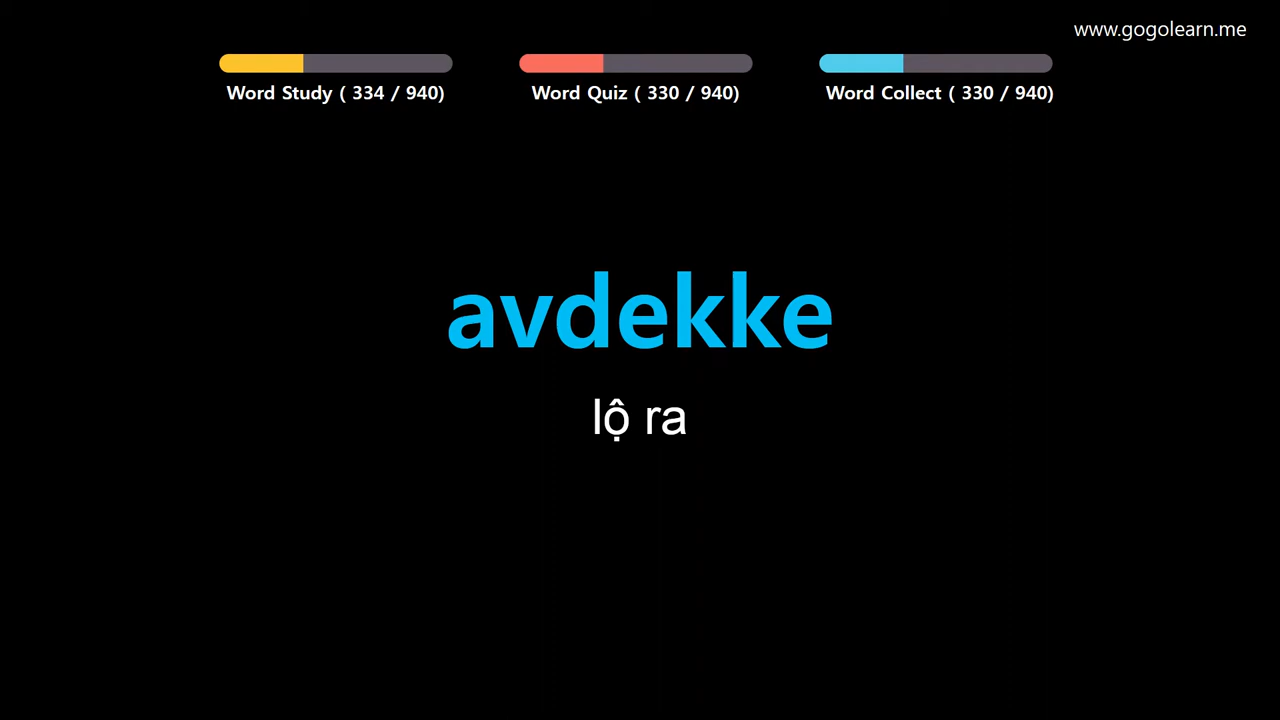 www.gogolearn.me
Word Study ( 334 / 940)
Word Quiz ( 330 / 940)
Word Collect ( 330 / 940)
avdekke
lộ ra